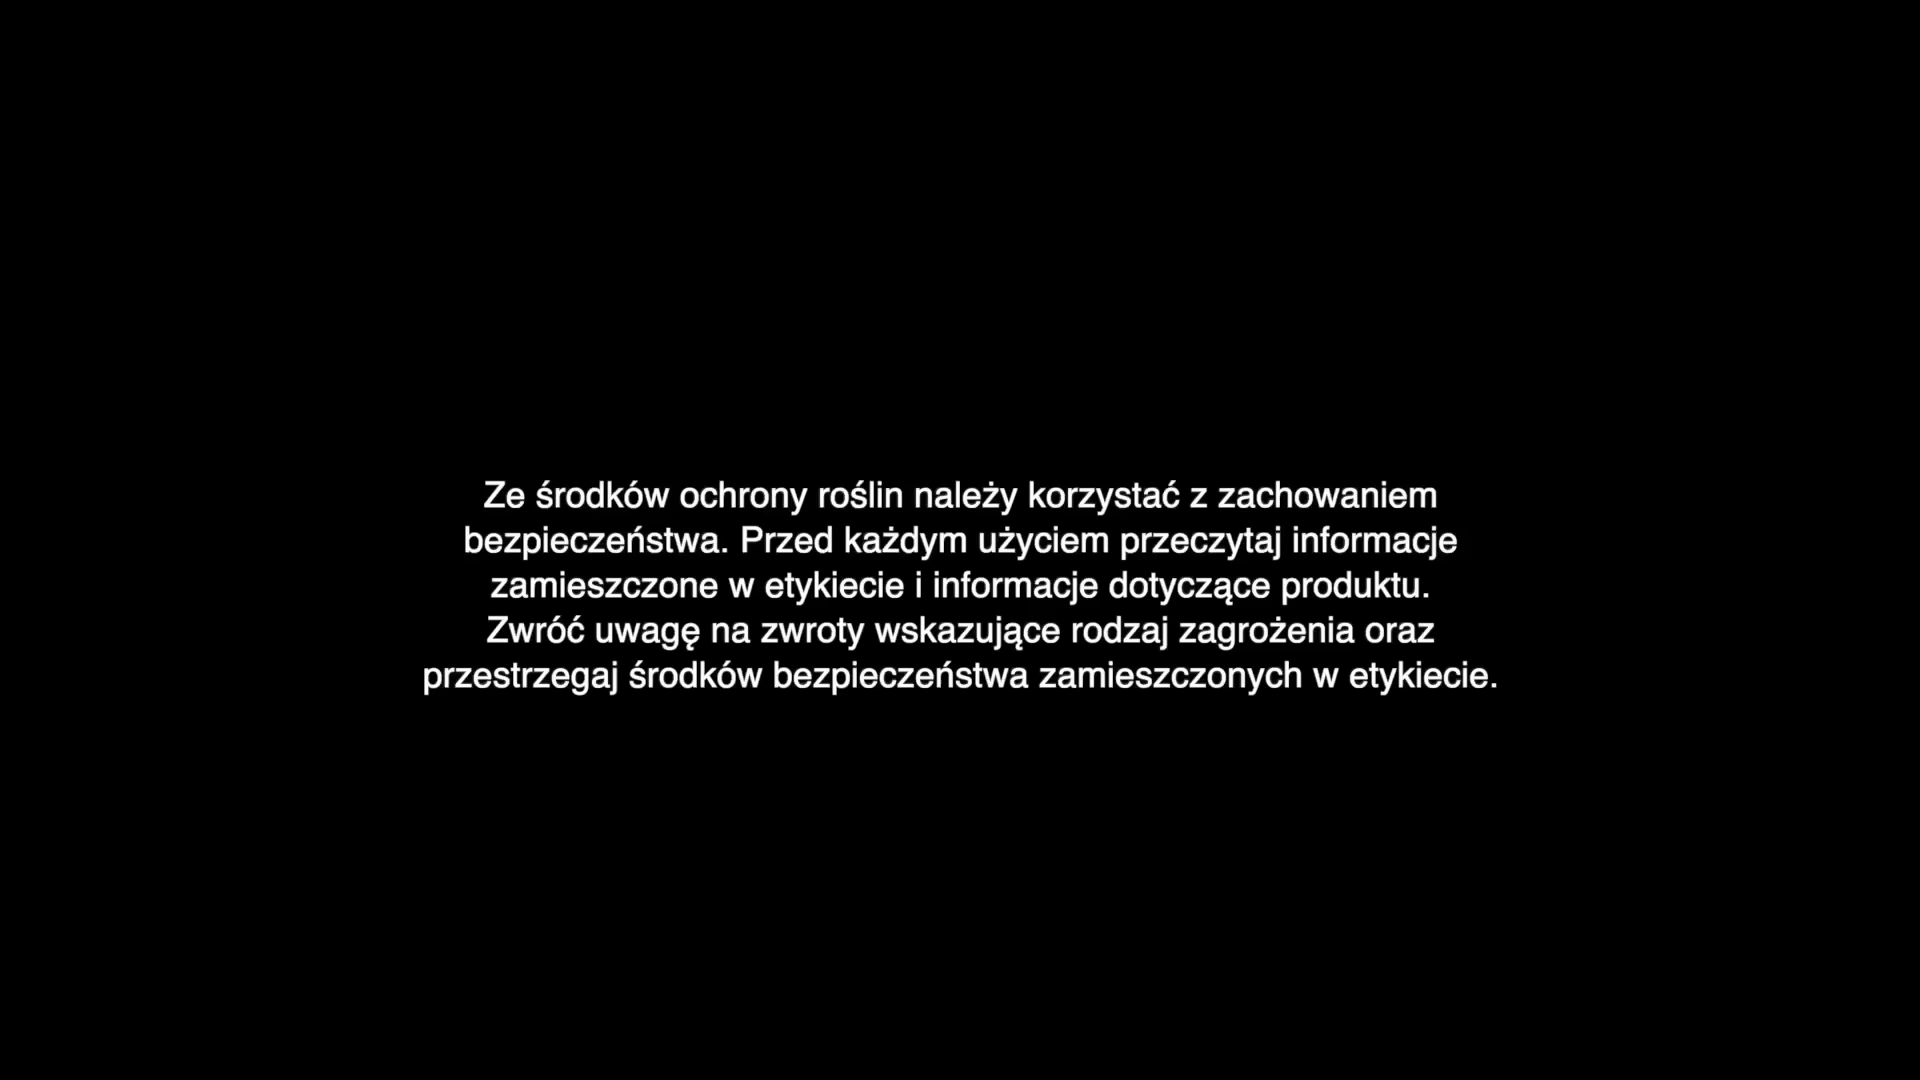 Ze środków ochrony roślin należy korzystać z zachowaniem
bezpieczeństwa. Przed każdym użyciem przeczytaj informacje
zamieszczone w etykiecie i informacje dotyczące produktu.
Zwróć uwagę na zwroty wskazujące rodzaj zagrożenia oraz
przestrzegaj środków bezpieczeństwa zamieszczonych w etykiecie.